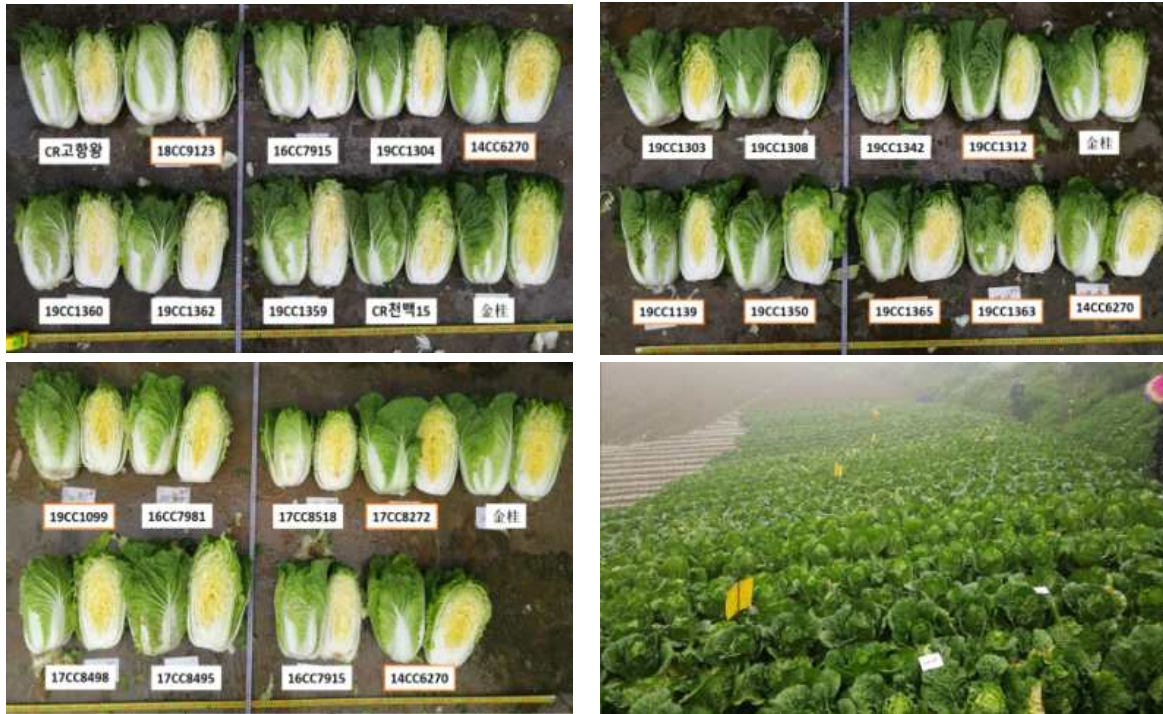 CR고향왕
18CC9123
16CC7915
19CC1304
14CC6270
19CC1360
19CC1362
19CC1359
CR천백15
金桂
19CC1303
19CC1308
19CC1342
19CC1312
金桂
19CC1139
19CC1350
19CC1365
19CC1363
14CC6270
19CC1099
16CC7981
17CC8518
17CC8272
金桂
17CC8498
17CC8495
16CC7915
14CC6270